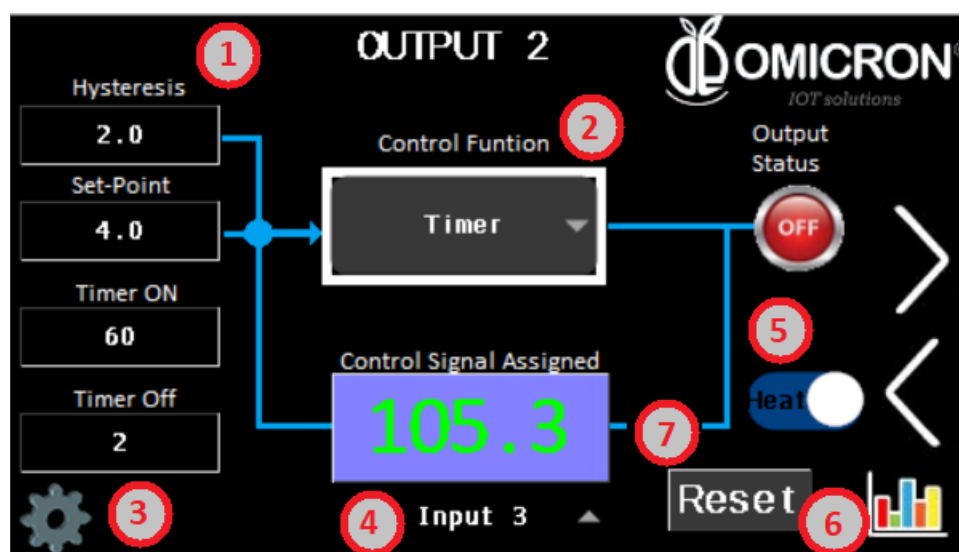 OUTPUT 2
1
OMICRON
IOT solutions
Hysteresis
2.0
Control Funtion
2
Output
Status
Set-Point
4.0
Timer
OFF
Timer ON
60
5
Control Signal Assigned
105.3
Heat
Timer Off
2
7
3
4
Input 3
Reset
6